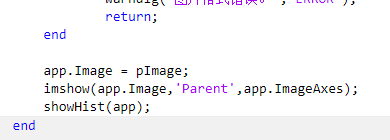 return;
end
app.Image = pImage;
imshow(app.Image,'Parent',app.ImageAxes);
showHist(app);
end